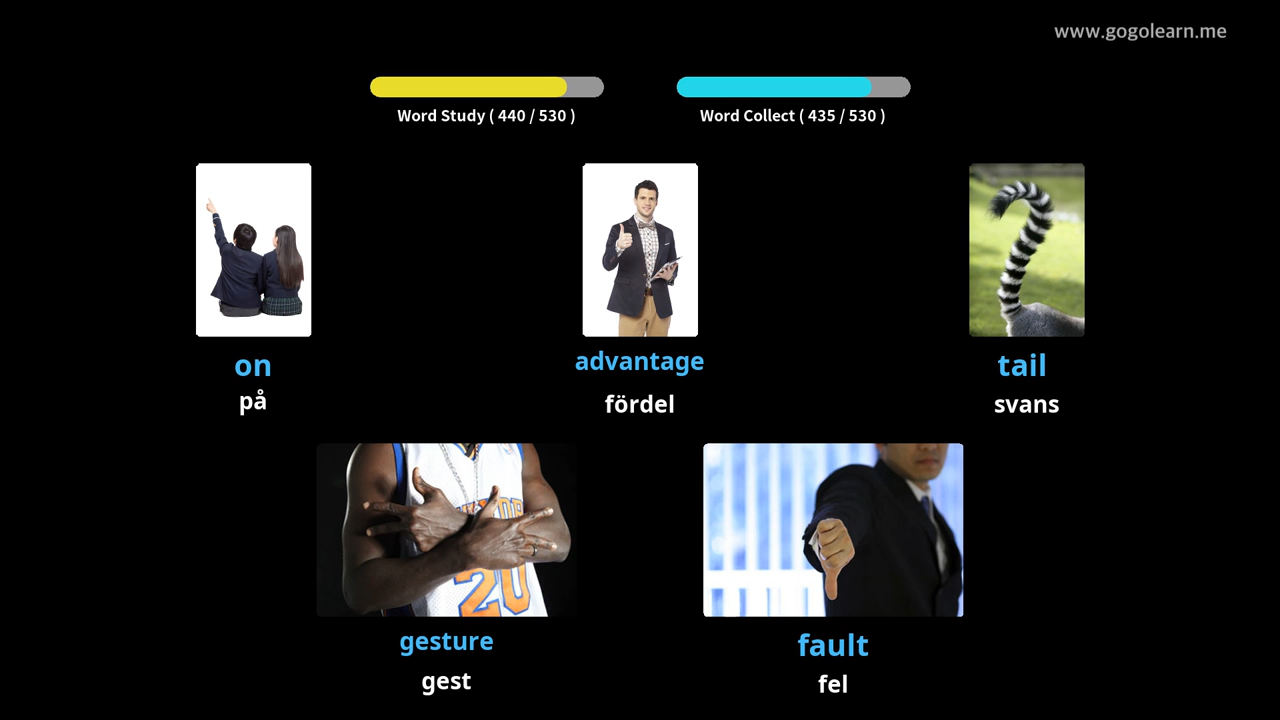 www.gogolearn.me
Word Study ( 440 / 530 )
Word Collect ( 435 / 530 )
on
på
advantage
fördel
tail
svans
20
gesture
gest
fault
fel